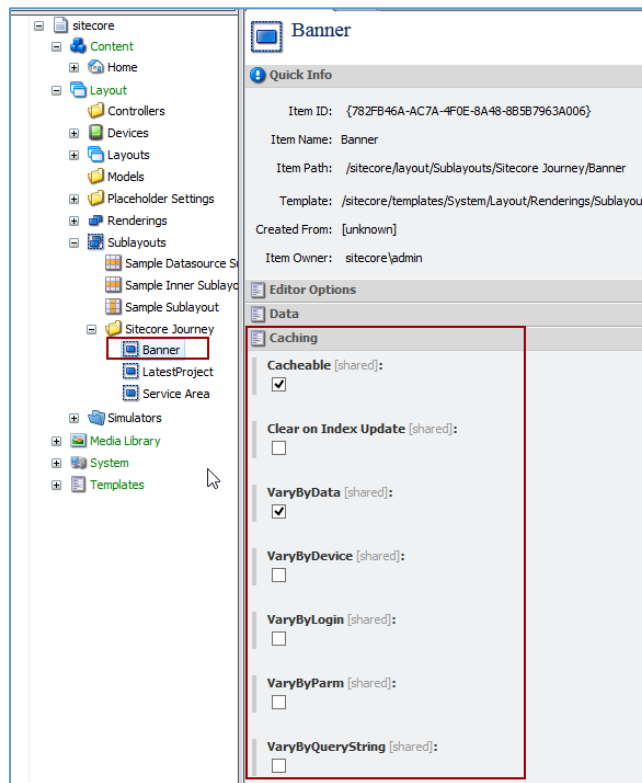 sitecore
Content
Home
Layout
Controllers
Devices
Layouts
Models
Placeholder Settings
Renderings
Sublayouts
Sample Datasource
Sample Inner Sublayo
Sample Sublayout
Sitecore Journey
Banner
LatestProject
Service Area
Simulators
Media Library
System
Templates
Banner
Quick Info
Item ID: {782FB46A-AC7A-4F0E-8A48-8B5B7963A006}
Item Name: Banner
Item Path: /sitecore/layout/Sublayouts/Sitecore Journey/Banner
Template: /sitecore/templates/System/Layout/Renderings/Sublayou
Created From: [unknown]
Item Owner: sitecore\admin
Editor Options
Data
Caching
Cacheable [shared]:
Clear on Index Update [shared]:
VaryByData [shared]:
VaryByDevice [shared]:
VaryByLogin [shared]:
VaryByParm [shared]:
VaryByQueryString [shared]: